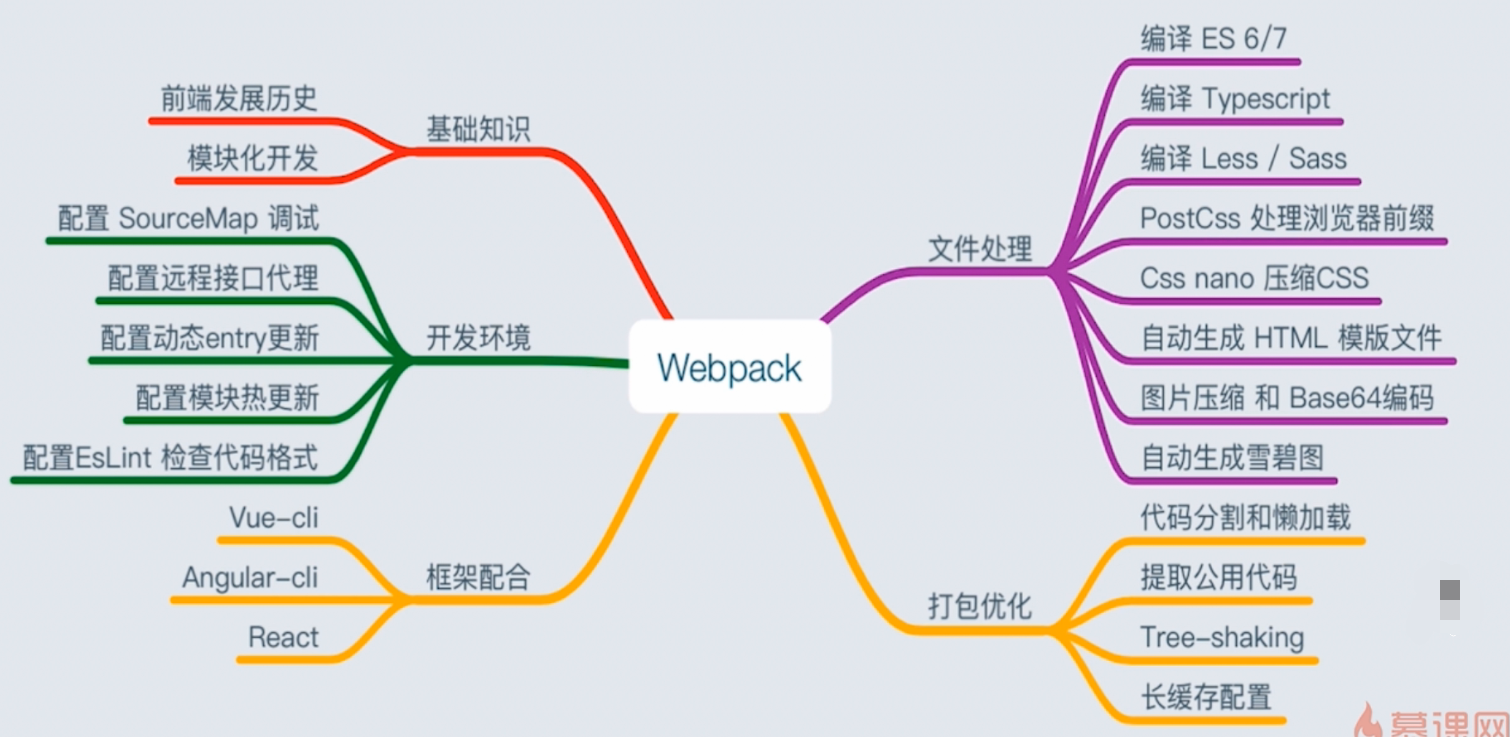 前端发展历史
模块化开发
基础知识
配置 SourceMap 调试
配置远程接口代理
配置动态entry更新
配置模块热更新
配置EsLint 检查代码格式
开发环境
Vue-cli
Angular-cli
React
框架配合
Webpack
文件处理
编译 ES 6/7
编译 Typescript
编译 Less / Sass
PostCss 处理浏览器前缀
Css nano 压缩CSS
自动生成 HTML 模版文件
图片压缩 和 Base64编码
自动生成雪碧图
打包优化
代码分割和懒加载
提取公用代码
Tree-shaking
长缓存配置
慕课网